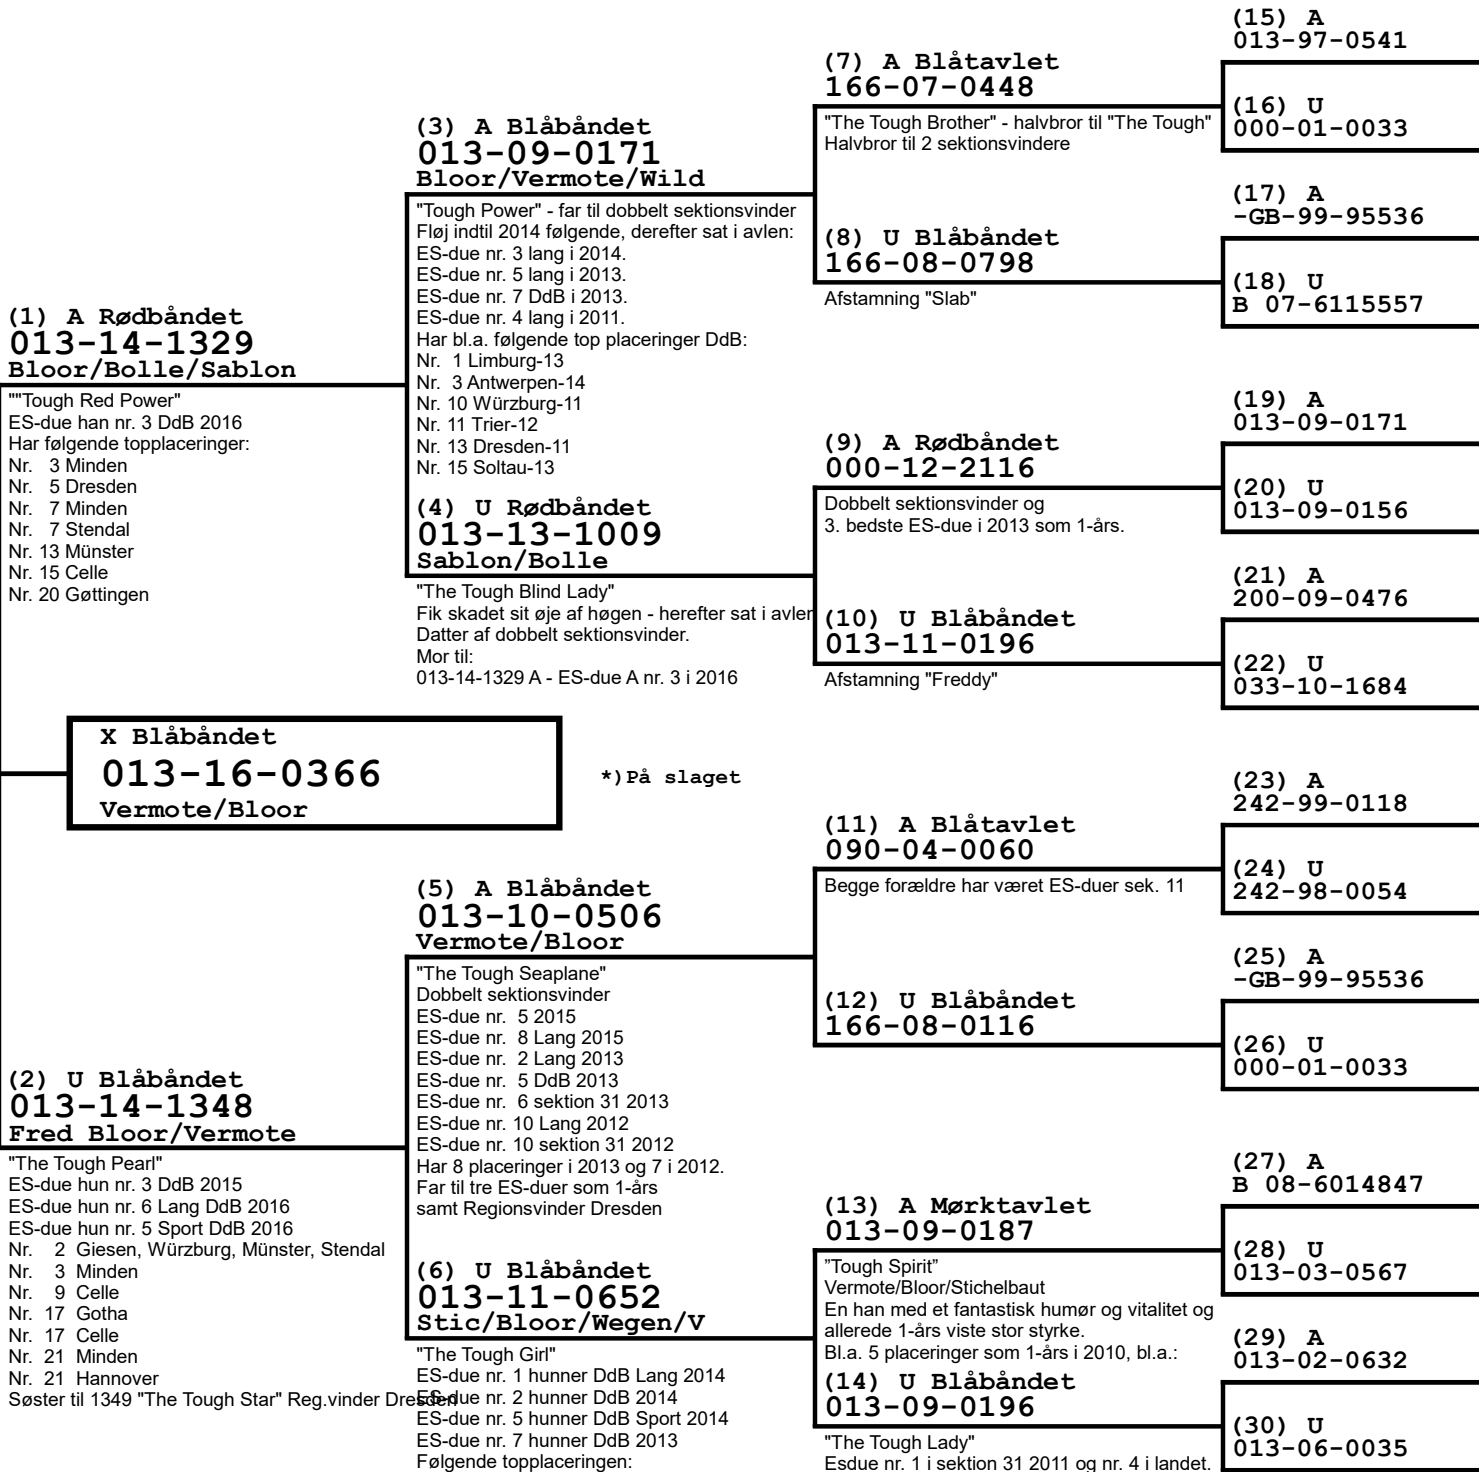 (1) A Rødbåndet
013-14-1329
Bloor/Bolle/Sablon
""Tough Red Power"
ES-due han nr. 3 DdB 2016
Har følgende topplaceringer:
Nr. 3 Minden
Nr. 5 Dresden
Nr. 7 Minden
Nr. 7 Stendal
Nr. 13 Münster
Nr. 15 Celle
Nr. 20 Gøttingen
X Blåbåndet
013-16-0366
Vermote/Bloor
*)På slaget
(2) U Blåbåndet
013-14-1348
Fred Bloor/Vermote
"The Tough Pearl"
ES-due hun nr. 3 DdB 2015
ES-due hun nr. 6 Lang DdB 2016
ES-due hun nr. 5 Sport DdB 2016
Nr. 2 Giesen, Würzburg, Münster, Stendal
Nr. 3 Minden
Nr. 9 Celle
Nr. 17 Gotha
Nr. 17 Celle
Nr. 21 Minden
Nr. 21 Hannover
Søster til 1349 "The Tough Star" Reg.vinder Dresden
(3) A Blåbåndet
013-09-0171
Bloor/Vermote/Wild
"Tough Power" - far til dobbelt sektionsvinder
Fløj indtil 2014 følgende, derefter sat i avlen:
ES-due nr. 3 lang i 2014.
ES-due nr. 5 lang i 2013.
ES-due nr. 7 DdB i 2013.
ES-due nr. 4 lang i 2011.
Har bl.a. følgende top placeringer DdB:
Nr. 1 Limburg-13
Nr. 3 Antwerpen-14
Nr. 10 Würzburg-11
Nr. 11 Trier-12
Nr. 13 Dresden-11
Nr. 15 Soltau-13
(4) U Rødbåndet
013-13-1009
Sablon/Bolle
"The Tough Blind Lady"
Fik skadet sit øje af høgen - herefter sat i avlen
Datter af dobbelt sektionsvinder.
Mor til:
013-14-1329 A - ES-due A nr. 3 i 2016
(5) A Blåbåndet
013-10-0506
Vermote/Bloor
"The Tough Seaplane"
Dobbelt sektionsvinder
ES-due nr. 5 2015
ES-due nr. 8 Lang 2015
ES-due nr. 2 Lang 2013
ES-due nr. 5 DdB 2013
ES-due nr. 6 sektion 31 2013
ES-due nr. 10 Lang 2012
ES-due nr. 10 sektion 31 2012
Har 8 placeringer i 2013 og 7 i 2012.
Far til tre ES-duer som 1-års
samt Regionsvinder Dresden
(6) U Blåbåndet
013-11-0652
Stic/Bloor/Wegen/V
"The Tough Girl"
ES-due nr. 1 hunner DdB Lang 2014
ES-due nr. 2 hunner DdB 2014
ES-due nr. 5 hunner DdB Sport 2014
ES-due nr. 7 hunner DdB 2013
Følgende topplaceringen:
(7) A Blåtavlet
166-07-0448
"The Tough Brother" - halvbror til "The Tough"
Halvbror til 2 sektionsvindere
(8) U Blåbåndet
166-08-0798
Afstamning "Slab"
(9) A Rødbåndet
000-12-2116
Dobbelt sektionsvinder og
3. bedste ES-due i 2013 som 1-års.
(10) U Blåbåndet
013-11-0196
Afstamning "Freddy"
(11) A Blåtavlet
090-04-0060
Begge forældre har været ES-duer sek. 11
(12) U Blåbåndet
166-08-0116
(13) A Mørktavlet
013-09-0187
"Tough Spirit"
Vermote/Bloor/Stichelbaut
En han med et fantastisk humør og vitalitet og
allerede 1-års viste stor styrke.
Bl.a. 5 placeringer som 1-års i 2010, bl.a.:
(14) U Blåbåndet
013-09-0196
"The Tough Lady"
Esdue nr. 1 i sektion 31 2011 og nr. 4 i landet.
(15) A
013-97-0541
(16) U
000-01-0033
(17) A
-GB-99-95536
(18) U
B 07-6115557
(19) A
013-09-0171
(20) U
013-09-0156
(21) A
200-09-0476
(22) U
033-10-1684
(23) A
242-99-0118
(24) U
242-98-0054
(25) A
-GB-99-95536
(26) U
000-01-0033
(27) A
B 08-6014847
(28) U
013-03-0567
(29) A
013-02-0632
(30) U
013-06-0035